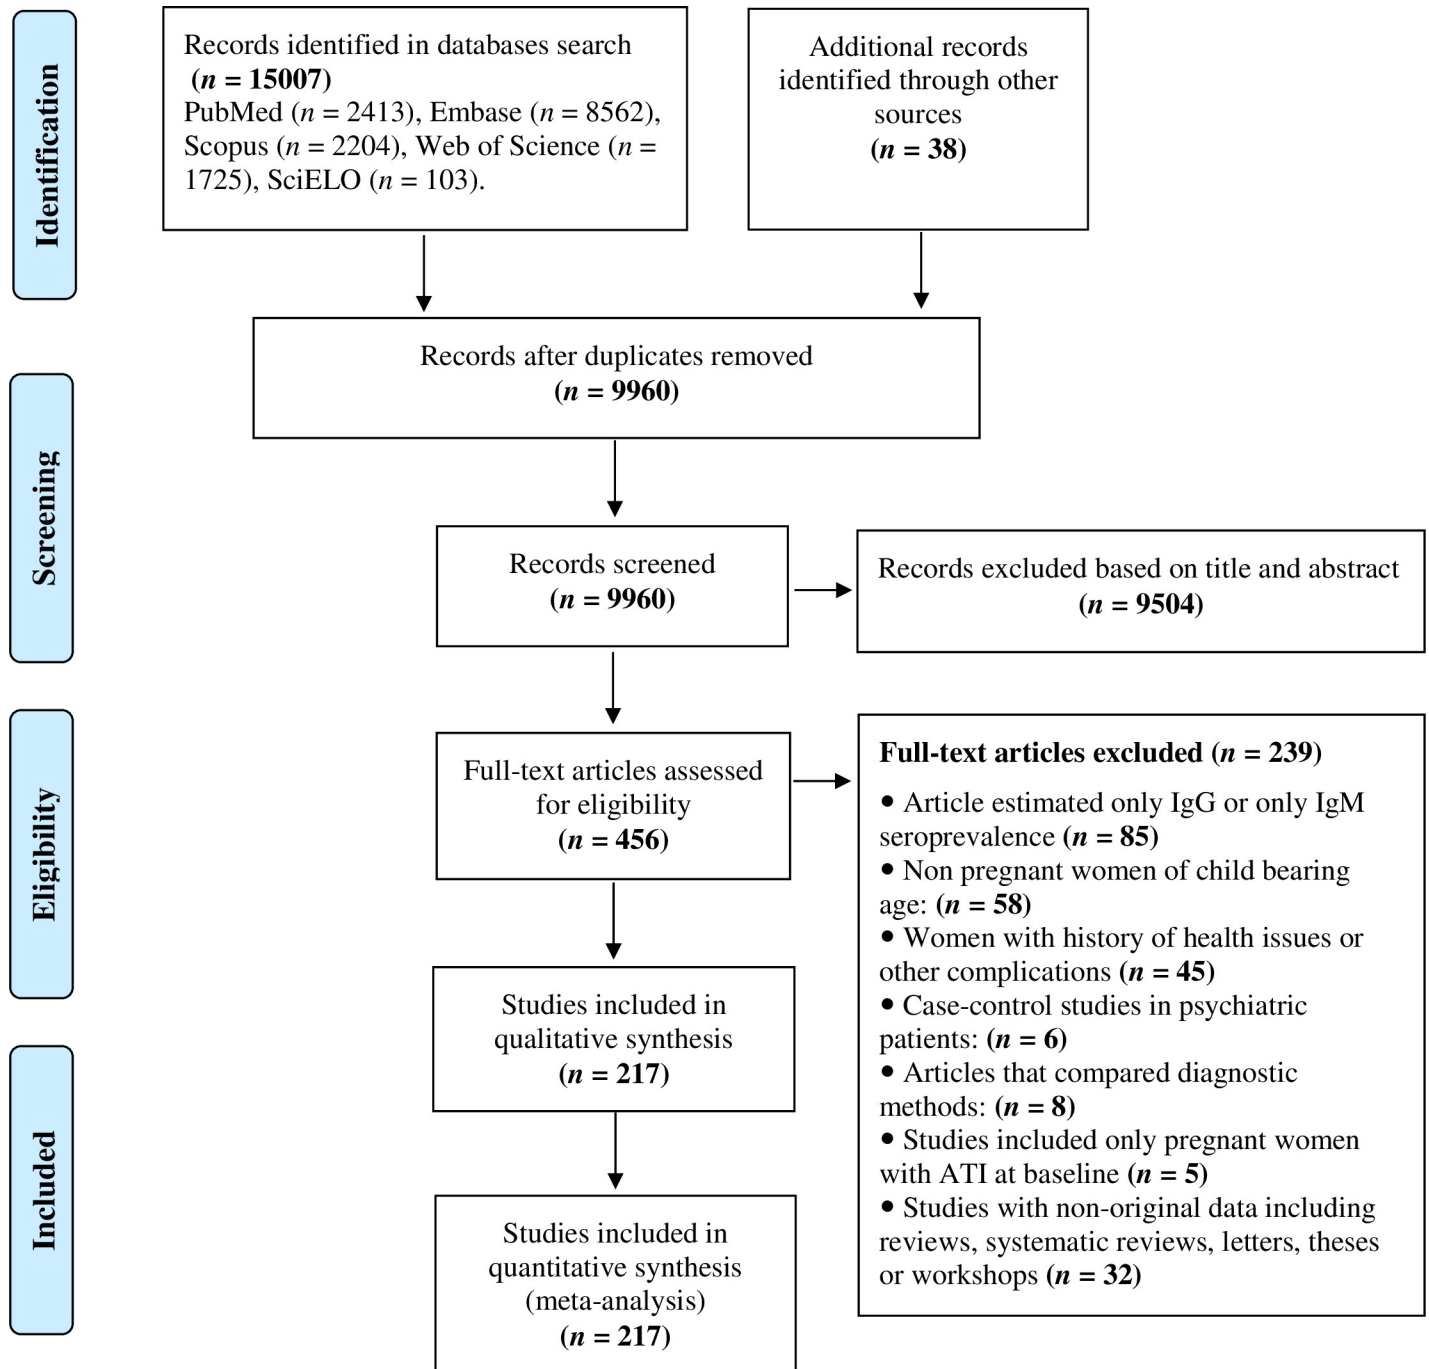 Identification
Records identified in databases search
(n = 15007)
PubMed (n = 2413), Embase (n = 8562),
Scopus (n = 2204), Web of Science (n =
1725), SciELO (n = 103).
Additional records
identified through other
sources
(n = 38)
Screening
Records after duplicates removed
(n = 9960)
Records screened
(n = 9960)
Records excluded based on title and abstract
(n = 9504)
Eligibility
Full-text articles assessed
for eligibility
(n = 456)
Full-text articles excluded (n = 239)
• Article estimated only IgG or only IgM
seroprevalence (n = 85)
• Non pregnant women of child bearing
age: (n = 58)
• Women with history of health issues or
other complications (n = 45)
• Case-control studies in psychiatric
patients: (n = 6)
• Articles that compared diagnostic
methods: (n = 8)
• Studies included only pregnant women
with ATI at baseline (n = 5)
• Studies with non-original data including
reviews, systematic reviews, letters, theses
or workshops (n = 32)
Studies included in
qualitative synthesis
(n = 217)
Included
Studies included in
quantitative synthesis
(meta-analysis)
(n = 217)